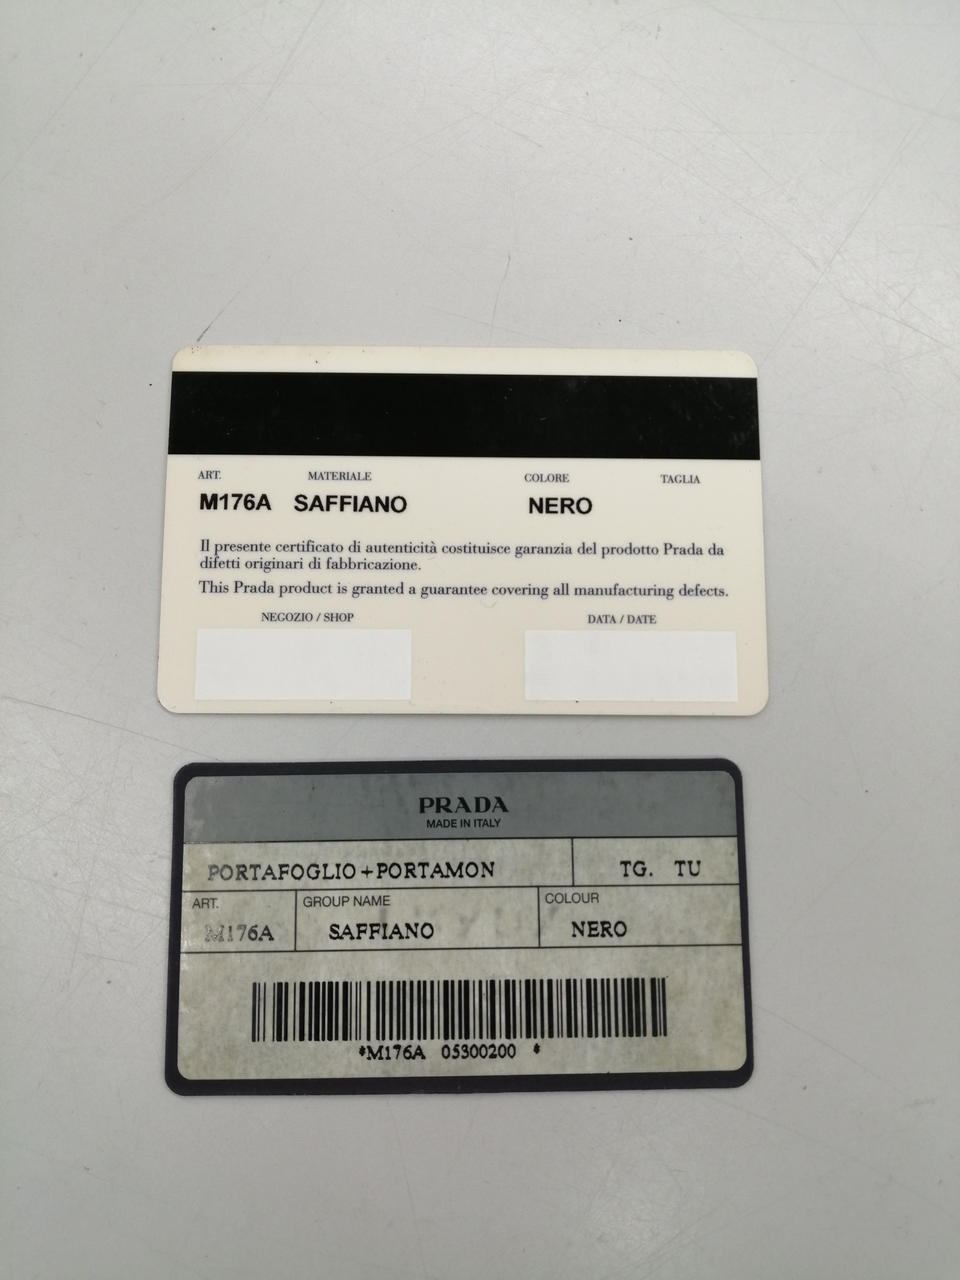 ART. MATERIALE COLORE TAGLIA
M176A SAFFIANO NERO
Il presente certificato di autenticità costituisce garanzia del prodotto Prada da
difetti originari di fabbricazione.
This Prada product is granted a guarantee covering all manufacturing defects.
NEGOZIO / SHOP DATA / DATE
PRADA
MADE IN ITALY
PORTAFOGLIO+PORTAMON TG. TU
ART. GROUP NAME COLOUR
M176A SAFFIANO NERO
*M176A 05300200 *